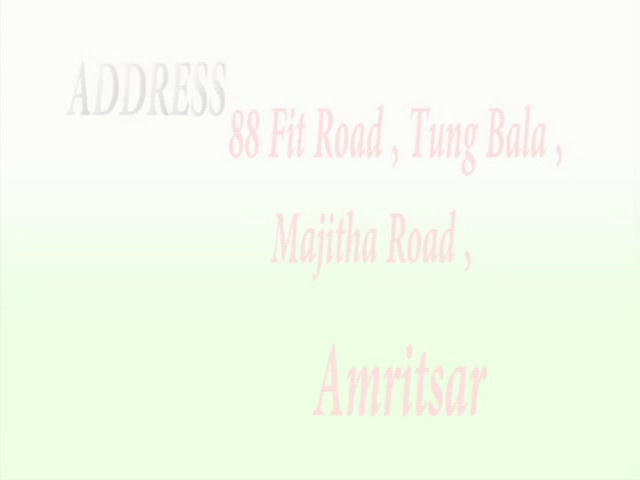 ADDRESS
88 Fit Road , Tung Bala ,
Majitha Road ,
Amritsar